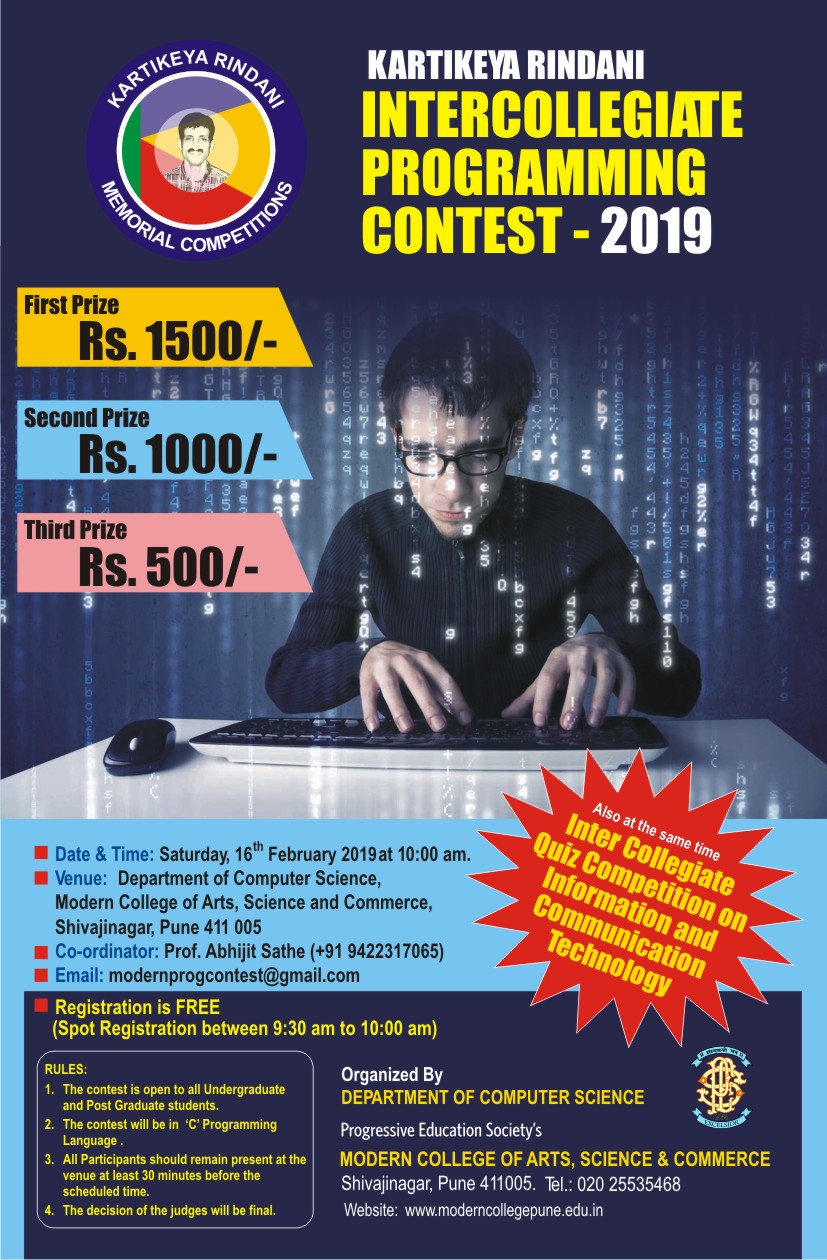 KARTIKEYA RINDANI
MEMORIAL COMPETITIONS
KARTIKEYA RINDANI
INTERCOLLEGIATE
PROGRAMMING
CONTEST - 2019
First Prize
Rs. 1500/-
Second Prize
Rs. 1000/-
Third Prize
Rs. 500/-
Date & Time: Saturday, 16th February 2019 at 10:00 am.
Venue: Department of Computer Science,
Modern College of Arts, Science and Commerce,
Shivajinagar, Pune 411 005
Co-ordinator: Prof. Abhijit Sathe (+91 9422317065)
Email: modernprogcontest@gmail.com
Also at the same time
Inter Collegiate
Quiz Competition on
Information and
Communication
Technology
Registration is FREE
(Spot Registration between 9:30 am to 10:00 am)
RULES:
1. The contest is open to all Undergraduate
and Post Graduate students.
2. The contest will be in 'C' Programming
Language .
3. All Participants should remain present at the
venue at least 30 minutes before the
scheduled time.
4. The decision of the judges will be final.
Organized By
DEPARTMENT OF COMPUTER SCIENCE
Progressive Education Society's
MODERN COLLEGE OF ARTS, SCIENCE & COMMERCE
Shivajinagar, Pune 411005. Tel.: 020 25535468
Website: www.moderncollegepune.edu.in
EXCELSIOR